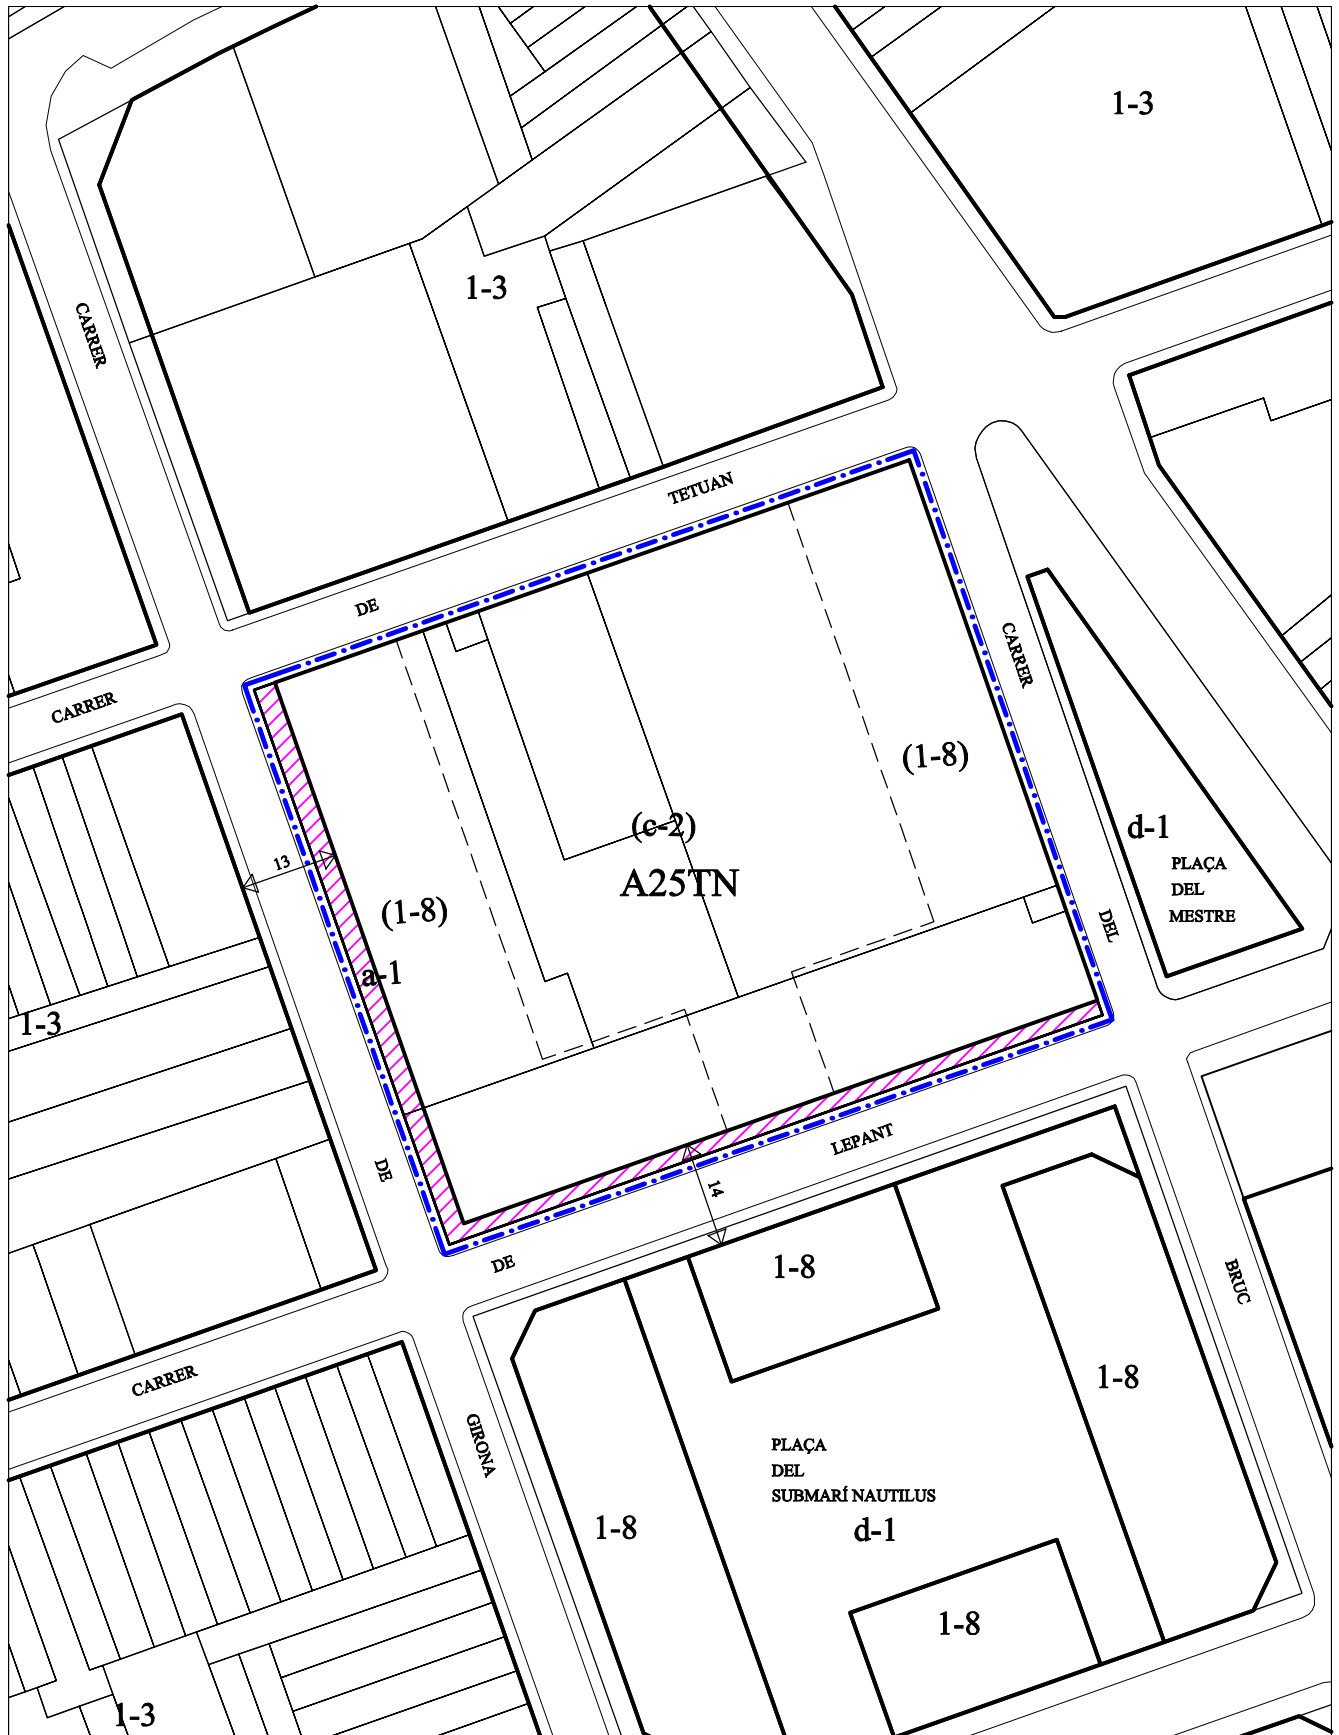 1-3
1-3
CARRER
TETUAN
DE
CARRER
CARRER
(1-8)
(c-2)
d-1
13
PLAÇA
DEL
MESTRE
A25TN
(1-8)
DEL
a-1
1-3
LEPANT
DE
14
DE
1-8
BRUC
CARRER
1-8
GIRONA
PLAÇA
DEL
SUBMARÍ NAUTILUS
1-8
d-1
1-8
1-3